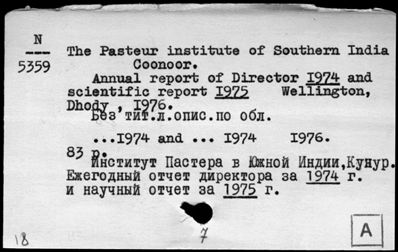 N
5359
The Pasteur institute of Southern India
Coonoor.
Annual report of Director 1974 and
scientific report 1975 Wellington,
Dhody , 1976.
Без тит.л.опис.по обл.
...1974 and ... 1974 1976.
83 p.
Институт Пастера в Южной Индии,Кунур.
Ежегодный отчет директора за 1974 г.
и научный отчет за 1975 г.
18
7
A